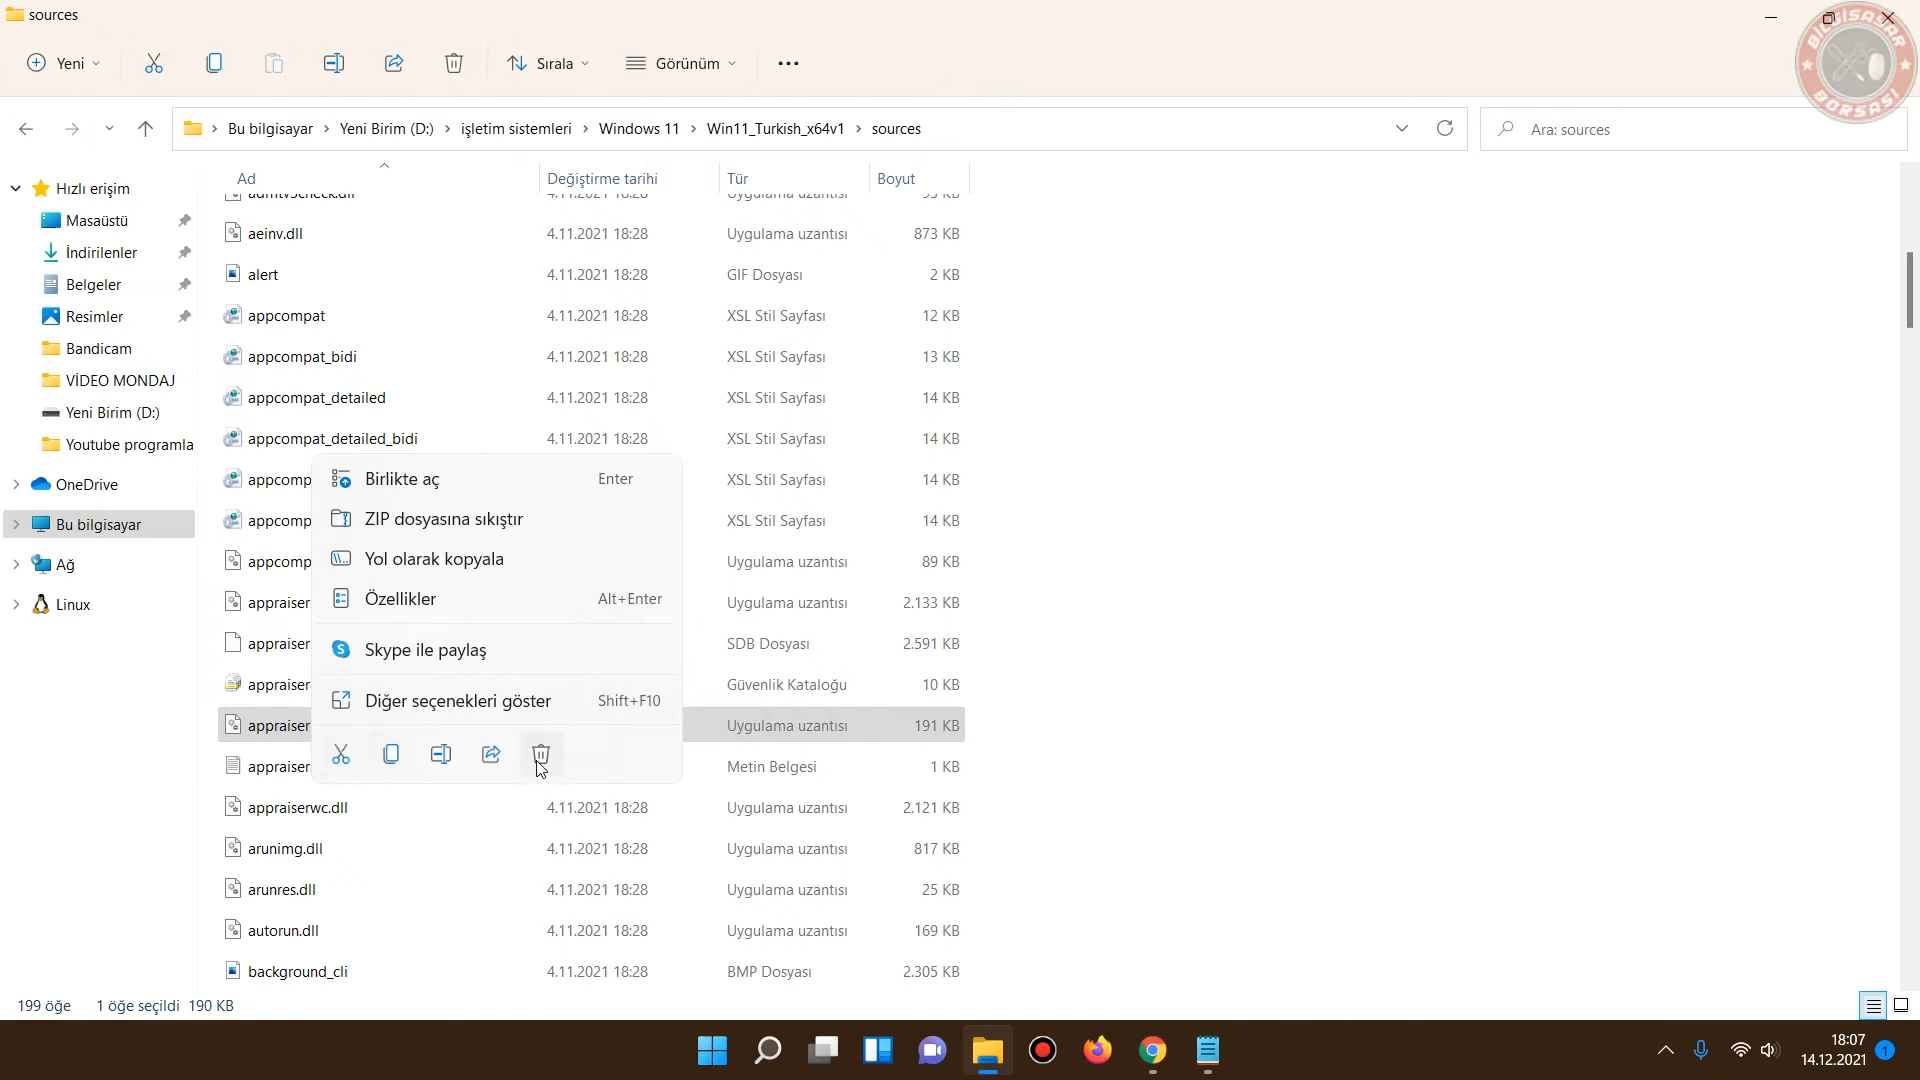 sources
BİLGİSAYAR
BORSASI
Yeni
Sırala
Görünüm
Bu bilgisayar
Yeni Birim (D:)
işletim sistemleri
Windows 11
Win11_Turkish_x64v1
sources
Ara: sources
Ad
Değiştirme tarihi
Tür
Boyut
Hızlı erişim
Masaüstü
İndirilenler
Belgeler
Resimler
Bandicam
VİDEO MONDAJ
Yeni Birim (D:)
Youtube programla
OneDrive
Bu bilgisayar
Ağ
Linux
aeinv.dll 4.11.2021 18:28 Uygulama uzantısı 873 KB
alert 4.11.2021 18:28 GIF Dosyası 2 KB
appcompat 4.11.2021 18:28 XSL Stil Sayfası 12 KB
appcompat_bidi 4.11.2021 18:28 XSL Stil Sayfası 13 KB
appcompat_detailed 4.11.2021 18:28 XSL Stil Sayfası 14 KB
appcompat_detailed_bidi 4.11.2021 18:28 XSL Stil Sayfası 14 KB
appcomp XSL Stil Sayfası 14 KB
appcomp XSL Stil Sayfası 14 KB
appcomp Uygulama uzantısı 89 KB
appraiser Uygulama uzantısı 2.133 KB
appraiser SDB Dosyası 2.591 KB
appraiser Güvenlik Kataloğu 10 KB
appraiser Uygulama uzantısı 191 KB
appraiser Metin Belgesi 1 KB
appraiserwc.dll 4.11.2021 18:28 Uygulama uzantısı 2.121 KB
arunimg.dll 4.11.2021 18:28 Uygulama uzantısı 817 KB
arunres.dll 4.11.2021 18:28 Uygulama uzantısı 25 KB
autorun.dll 4.11.2021 18:28 Uygulama uzantısı 169 KB
background_cli 4.11.2021 18:28 BMP Dosyası 2.305 KB
Birlikte aç Enter
ZIP dosyasına sıkıştır
Yol olarak kopyala
Özellikler Alt+Enter
Skype ile paylaş
Diğer seçenekleri göster Shift+F10
199 öğe
1 öğe seçildi 190 KB
18:07
14.12.2021
1